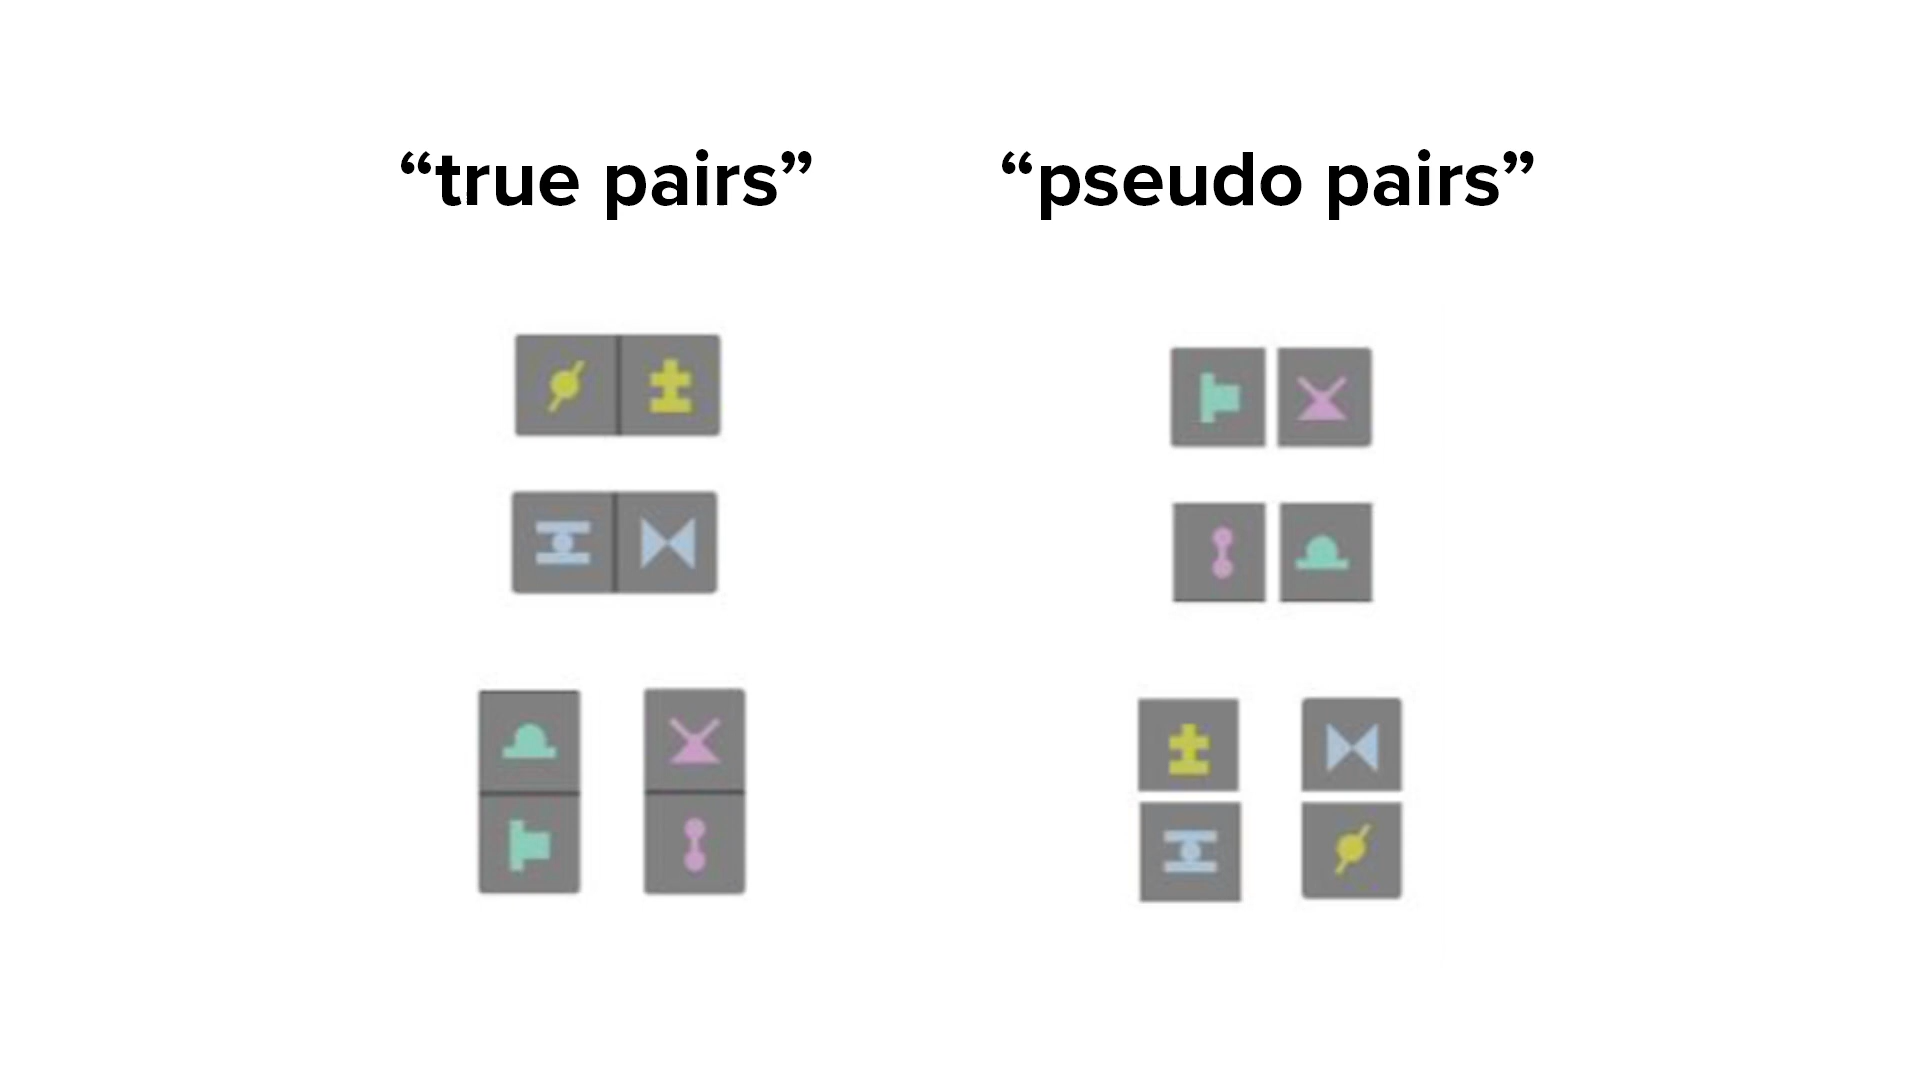 “true pairs”
“pseudo pairs”